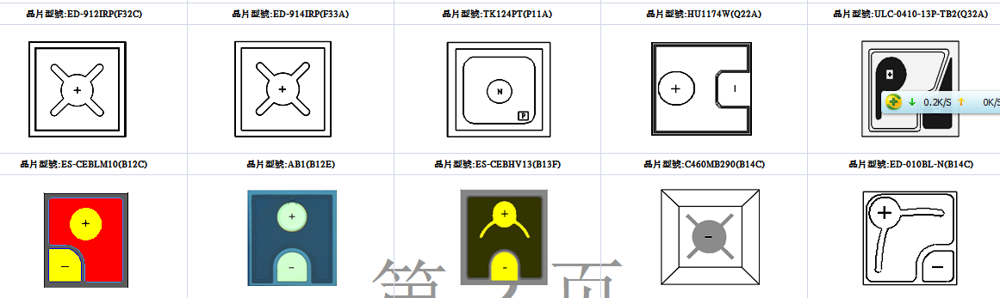 晶片型號:ED-912IRP(F32C)
晶片型號:ED-914IRP(F33A)
晶片型號:TK124PT(P11A)
晶片型號:HU1174W(Q22A)
晶片型號:ULC-0410-13P-TB2(Q32A)
+
+
N
P
+
−
+
0.2K/S
0K/S
晶片型號:ES-CEBLM10(B12C)
晶片型號:AB1(B12E)
晶片型號:ES-CEBHV13(B13F)
晶片型號:C460MB290(B14C)
晶片型號:ED-010BL-N(B14C)
+
−
+
-
+
-
-
+
−
第 2 页